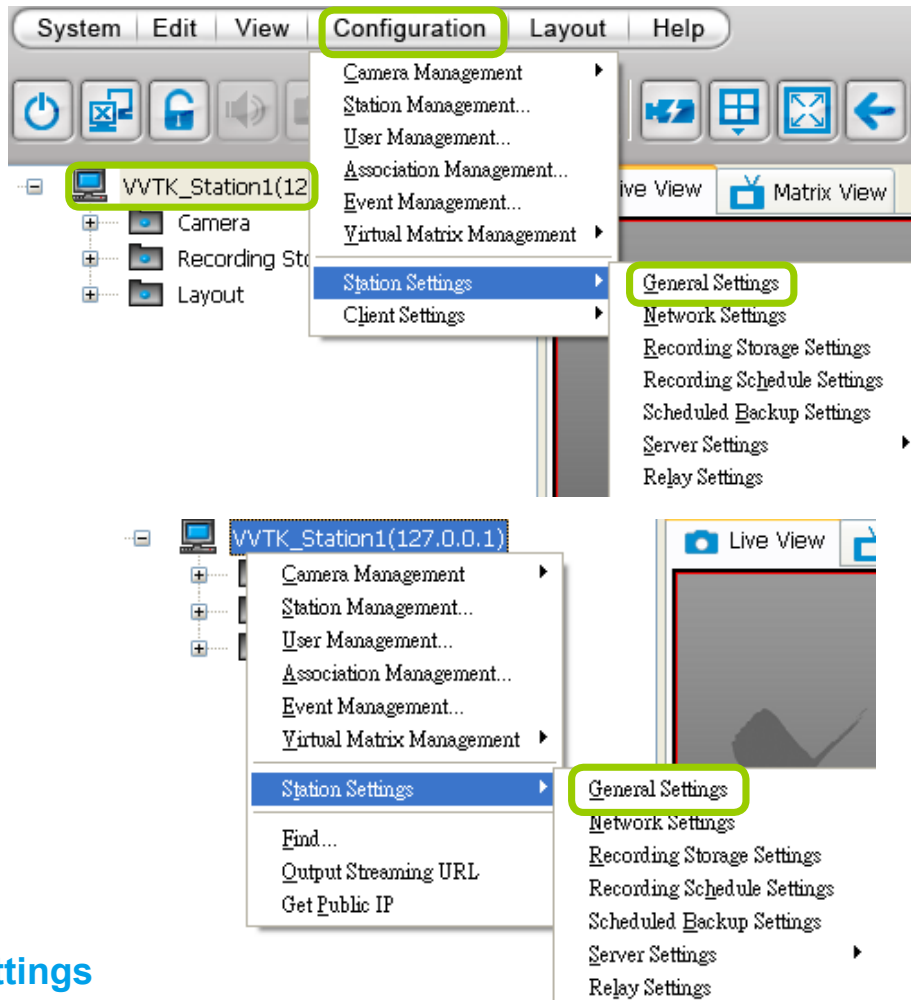 System Edit View Configuration Layout Help
Camera Management
Station Management...
User Management...
Association Management...
Event Management...
Virtual Matrix Management
Station Settings
Client Settings
VVTK_Station1(12
Camera
Recording Sto
Layout
ive View Matrix View
General Settings
Network Settings
Recording Storage Settings
Recording Schedule Settings
Scheduled Backup Settings
Server Settings
Relay Settings
VVTK_Station1(127.0.0.1)
Live View
Camera Management
Station Management...
User Management...
Association Management...
Event Management...
Virtual Matrix Management
Station Settings
Find...
Output Streaming URL
Get Public IP
General Settings
Network Settings
Recording Storage Settings
Recording Schedule Settings
Scheduled Backup Settings
Server Settings
Relay Settings
ttings